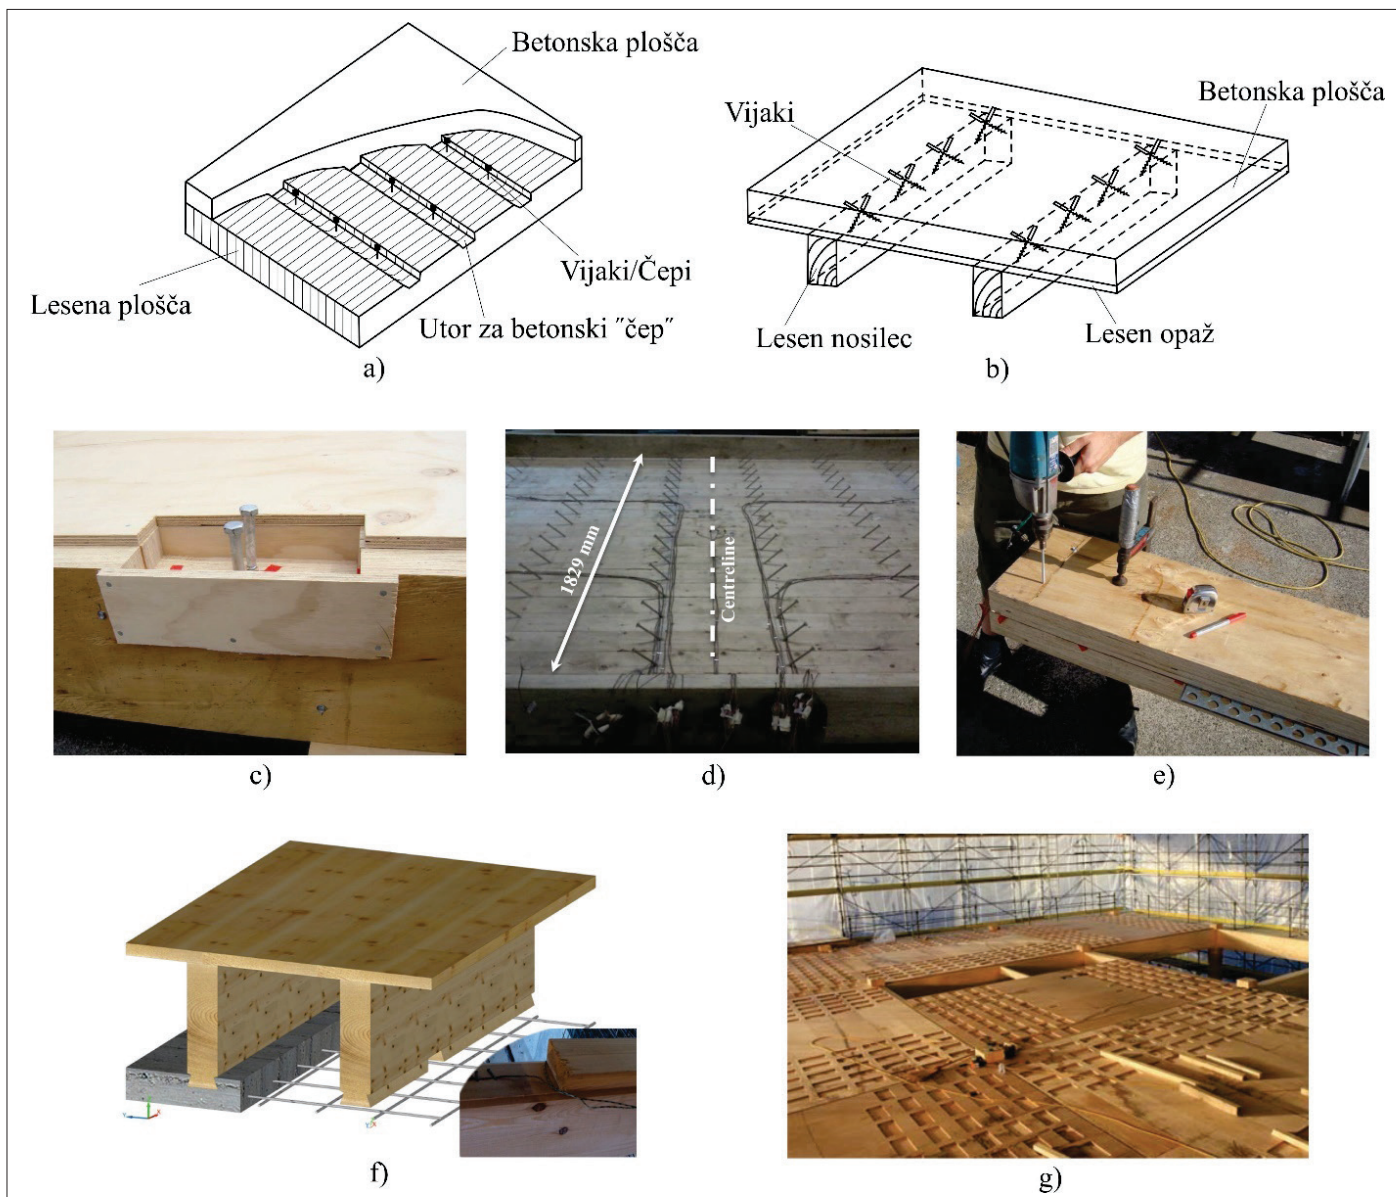 Betonska plošča
Vijaki/Čepi
Lesena plošča
Utor za betonski ˝čep˝
a)
Vijaki
Betonska plošča
Lesen nosilec
Lesen opaž
b)
c)
1829 mm
Centreline
d)
e)
f)
g)